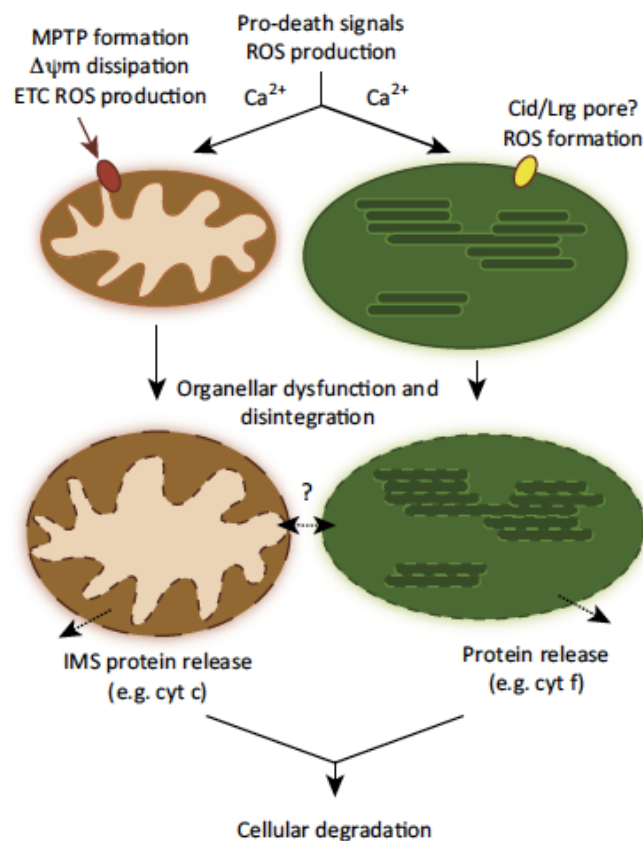 MPTP formation
Δψm dissipation
ETC ROS production
Pro-death signals
ROS production
Ca²⁺
Ca²⁺
Cid/Lrg pore?
ROS formation
Organellar dysfunction and
disintegration
?
IMS protein release
(e.g. cyt c)
Protein release
(e.g. cyt f)
Cellular degradation